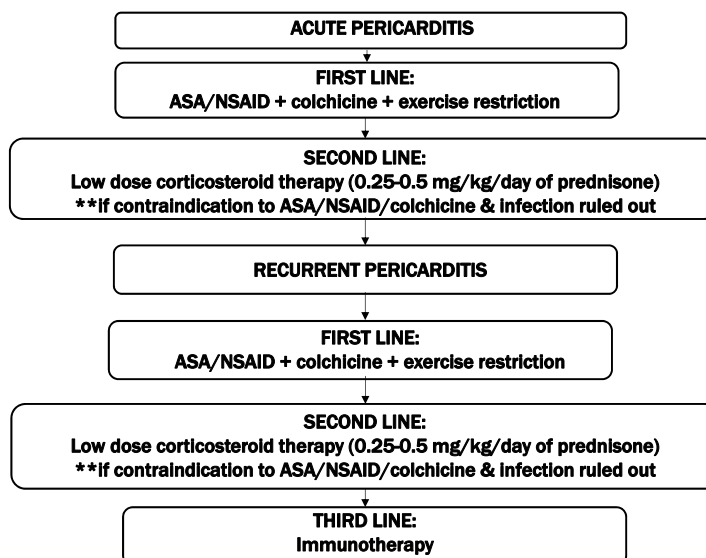 ACUTE PERICARDITIS
FIRST LINE:
ASA/NSAID + colchicine + exercise restriction
SECOND LINE:
Low dose corticosteroid therapy (0.25-0.5 mg/kg/day of prednisone)
**If contraindication to ASA/NSAID/colchicine & infection ruled out
RECURRENT PERICARDITIS
FIRST LINE:
ASA/NSAID + colchicine + exercise restriction
SECOND LINE:
Low dose corticosteroid therapy (0.25-0.5 mg/kg/day of prednisone)
**If contraindication to ASA/NSAID/colchicine & infection ruled out
THIRD LINE:
Immunotherapy